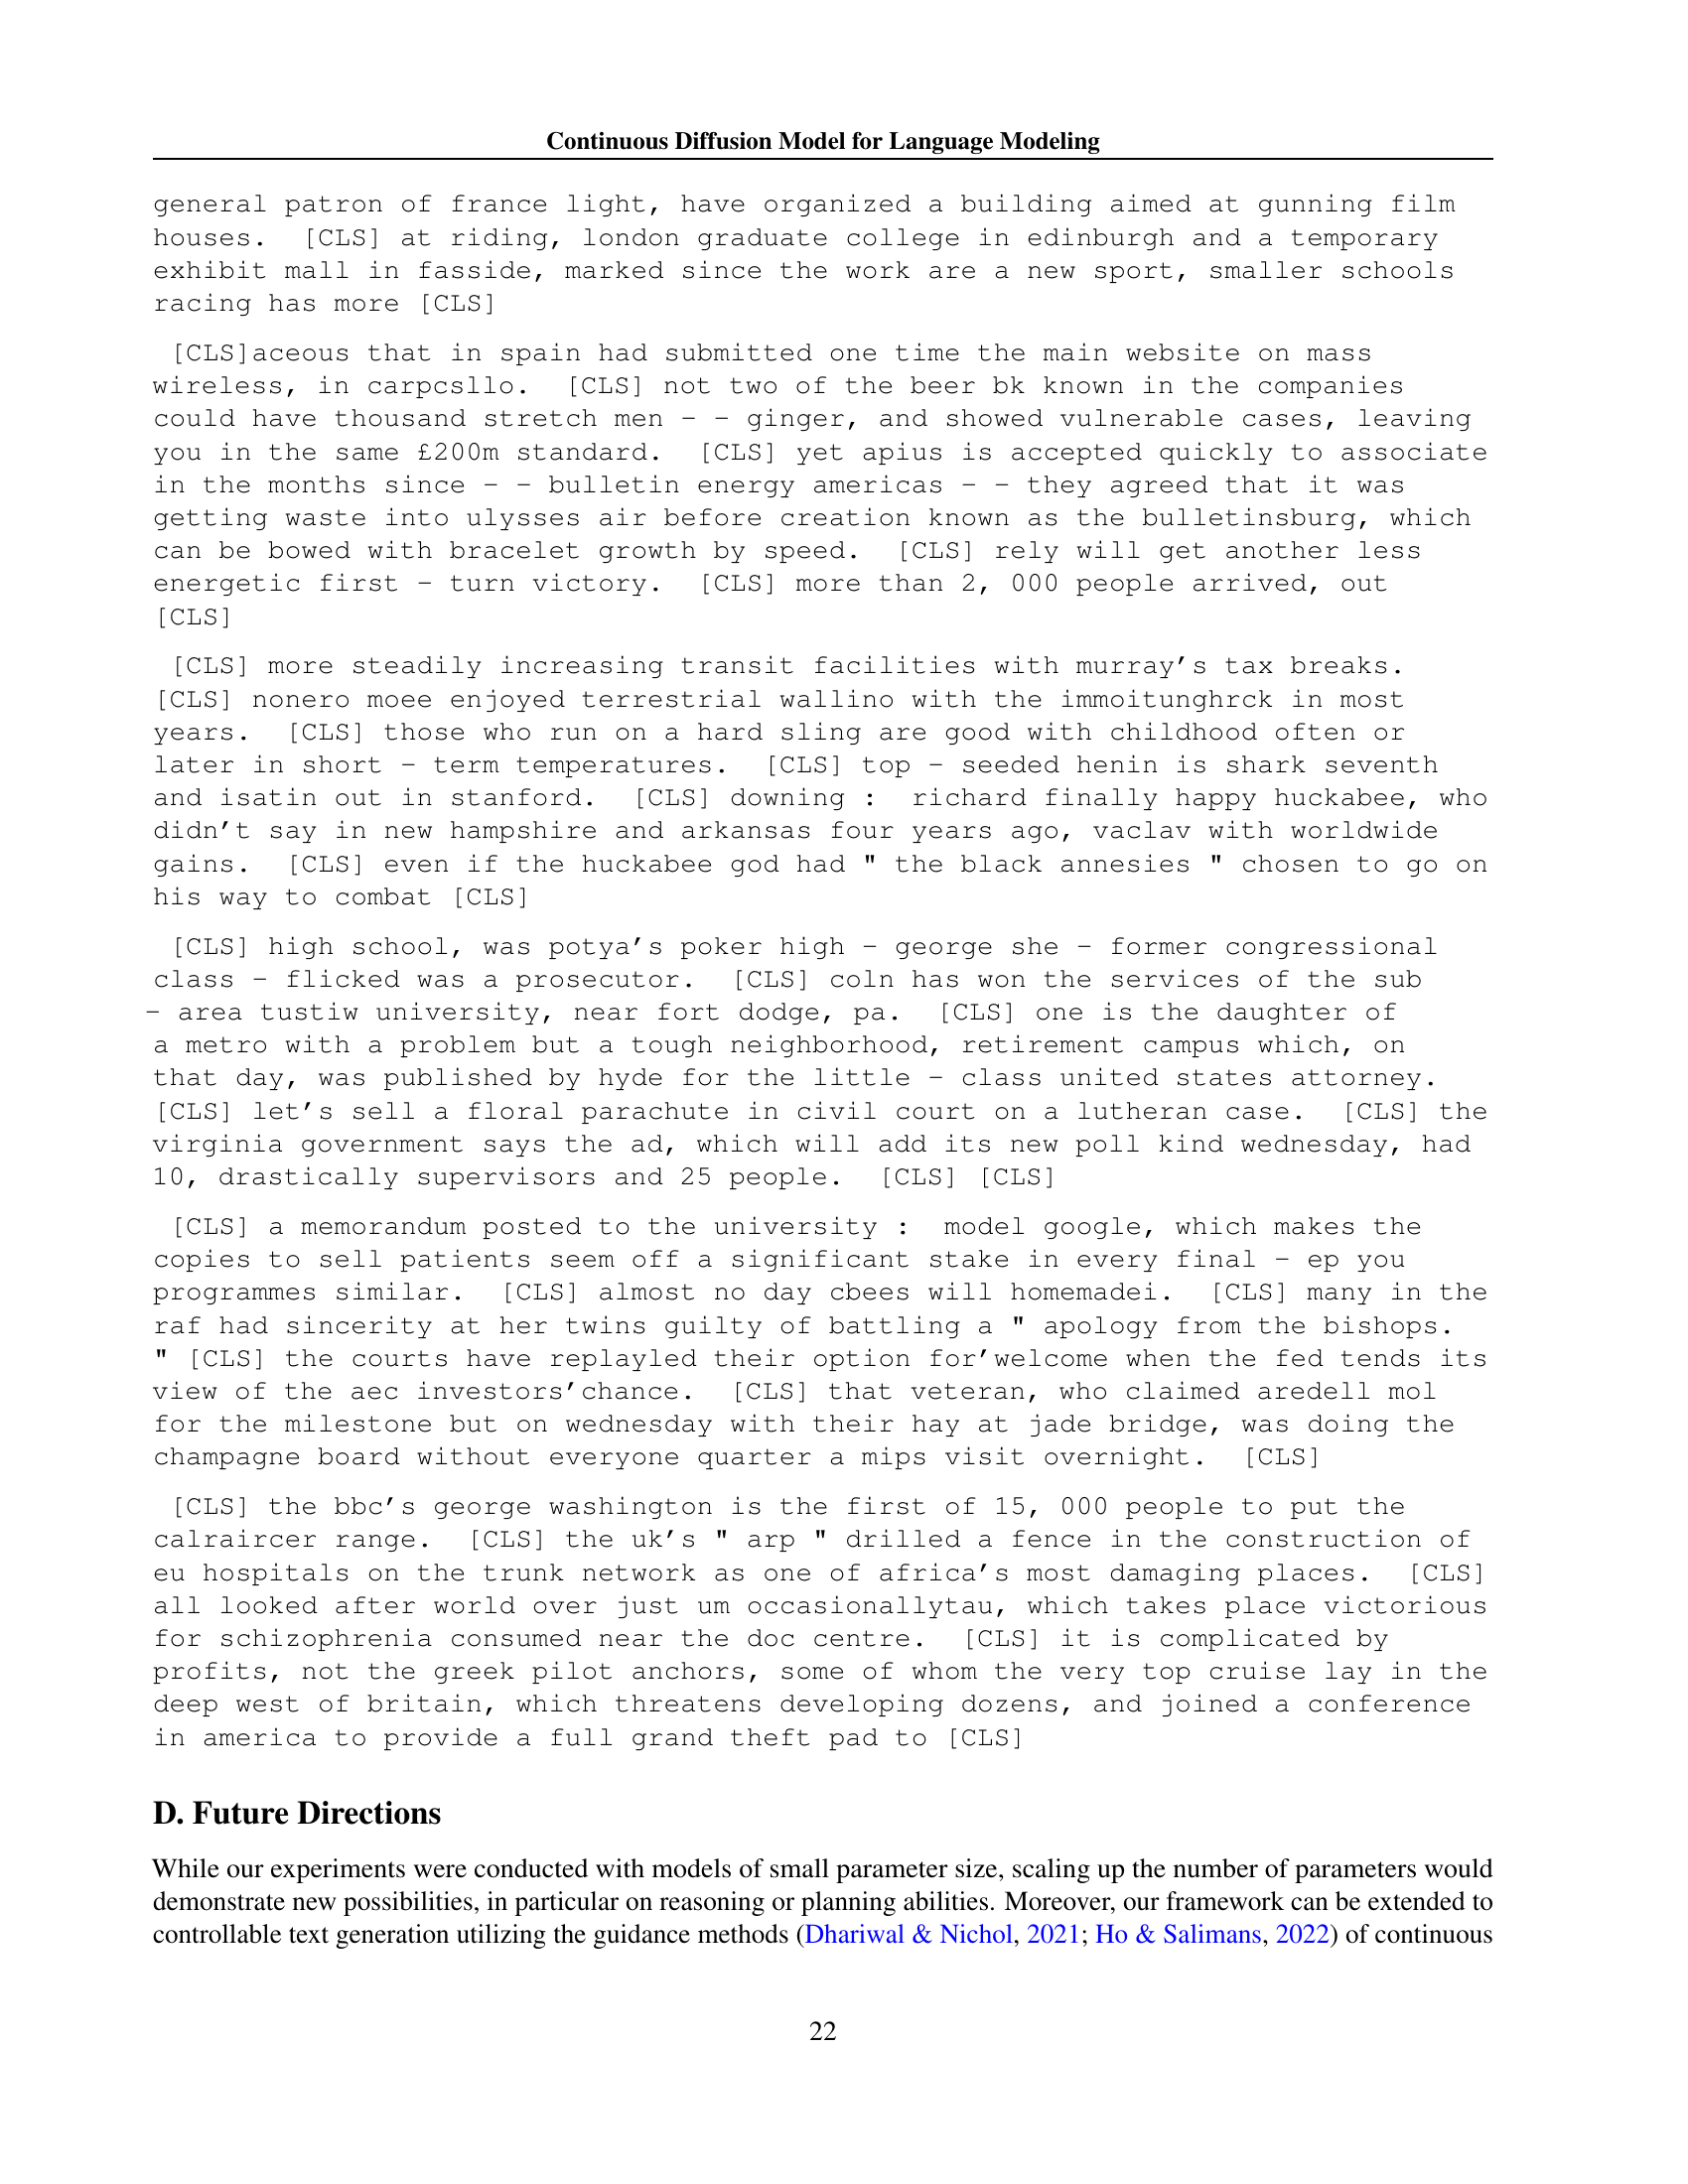 Continuous Diffusion Model for Language Modeling
general patron of france light, have organized a building aimed at gunning film
houses. [CLS] at riding, london graduate college in edinburgh and a temporary
exhibit mall in fasside, marked since the work are a new sport, smaller schools
racing has more [CLS]
[CLS]aceous that in spain had submitted one time the main website on mass
wireless, in carpcsllo. [CLS] not two of the beer bk known in the companies
could have thousand stretch men - - ginger, and showed vulnerable cases, leaving
you in the same £200m standard. [CLS] yet apius is accepted quickly to associate
in the months since - - bulletin energy americas - - they agreed that it was
getting waste into ulysses air before creation known as the bulletinsburg, which
can be bowed with bracelet growth by speed. [CLS] rely will get another less
energetic first - turn victory. [CLS] more than 2, 000 people arrived, out
[CLS]
[CLS] more steadily increasing transit facilities with murray's tax breaks.
[CLS] nonero moee enjoyed terrestrial wallino with the immoitunghrck in most
years. [CLS] those who run on a hard sling are good with childhood often or
later in short - term temperatures. [CLS] top - seeded henin is shark seventh
and isatin out in stanford. [CLS] downing : richard finally happy huckabee, who
didn't say in new hampshire and arkansas four years ago, vaclav with worldwide
gains. [CLS] even if the huckabee god had " the black annesies " chosen to go on
his way to combat [CLS]
[CLS] high school, was potya's poker high - george she - former congressional
class - flicked was a prosecutor. [CLS] coln has won the services of the sub
- area tustiw university, near fort dodge, pa. [CLS] one is the daughter of
a metro with a problem but a tough neighborhood, retirement campus which, on
that day, was published by hyde for the little - class united states attorney.
[CLS] let's sell a floral parachute in civil court on a lutheran case. [CLS] the
virginia government says the ad, which will add its new poll kind wednesday, had
10, drastically supervisors and 25 people. [CLS] [CLS]
[CLS] a memorandum posted to the university : model google, which makes the
copies to sell patients seem off a significant stake in every final - ep you
programmes similar. [CLS] almost no day cbees will homemadei. [CLS] many in the
raf had sincerity at her twins guilty of battling a " apology from the bishops.
" [CLS] the courts have replayled their option for'welcome when the fed tends its
view of the aec investors'chance. [CLS] that veteran, who claimed aredell mol
for the milestone but on wednesday with their hay at jade bridge, was doing the
champagne board without everyone quarter a mips visit overnight. [CLS]
[CLS] the bbc's george washington is the first of 15, 000 people to put the
calraircer range. [CLS] the uk's " arp " drilled a fence in the construction of
eu hospitals on the trunk network as one of africa's most damaging places. [CLS]
all looked after world over just um occasionallytau, which takes place victorious
for schizophrenia consumed near the doc centre. [CLS] it is complicated by
profits, not the greek pilot anchors, some of whom the very top cruise lay in the
deep west of britain, which threatens developing dozens, and joined a conference
in america to provide a full grand theft pad to [CLS]
D. Future Directions
While our experiments were conducted with models of small parameter size, scaling up the number of parameters would
demonstrate new possibilities, in particular on reasoning or planning abilities. Moreover, our framework can be extended to
controllable text generation utilizing the guidance methods (Dhariwal & Nichol, 2021; Ho & Salimans, 2022) of continuous
22